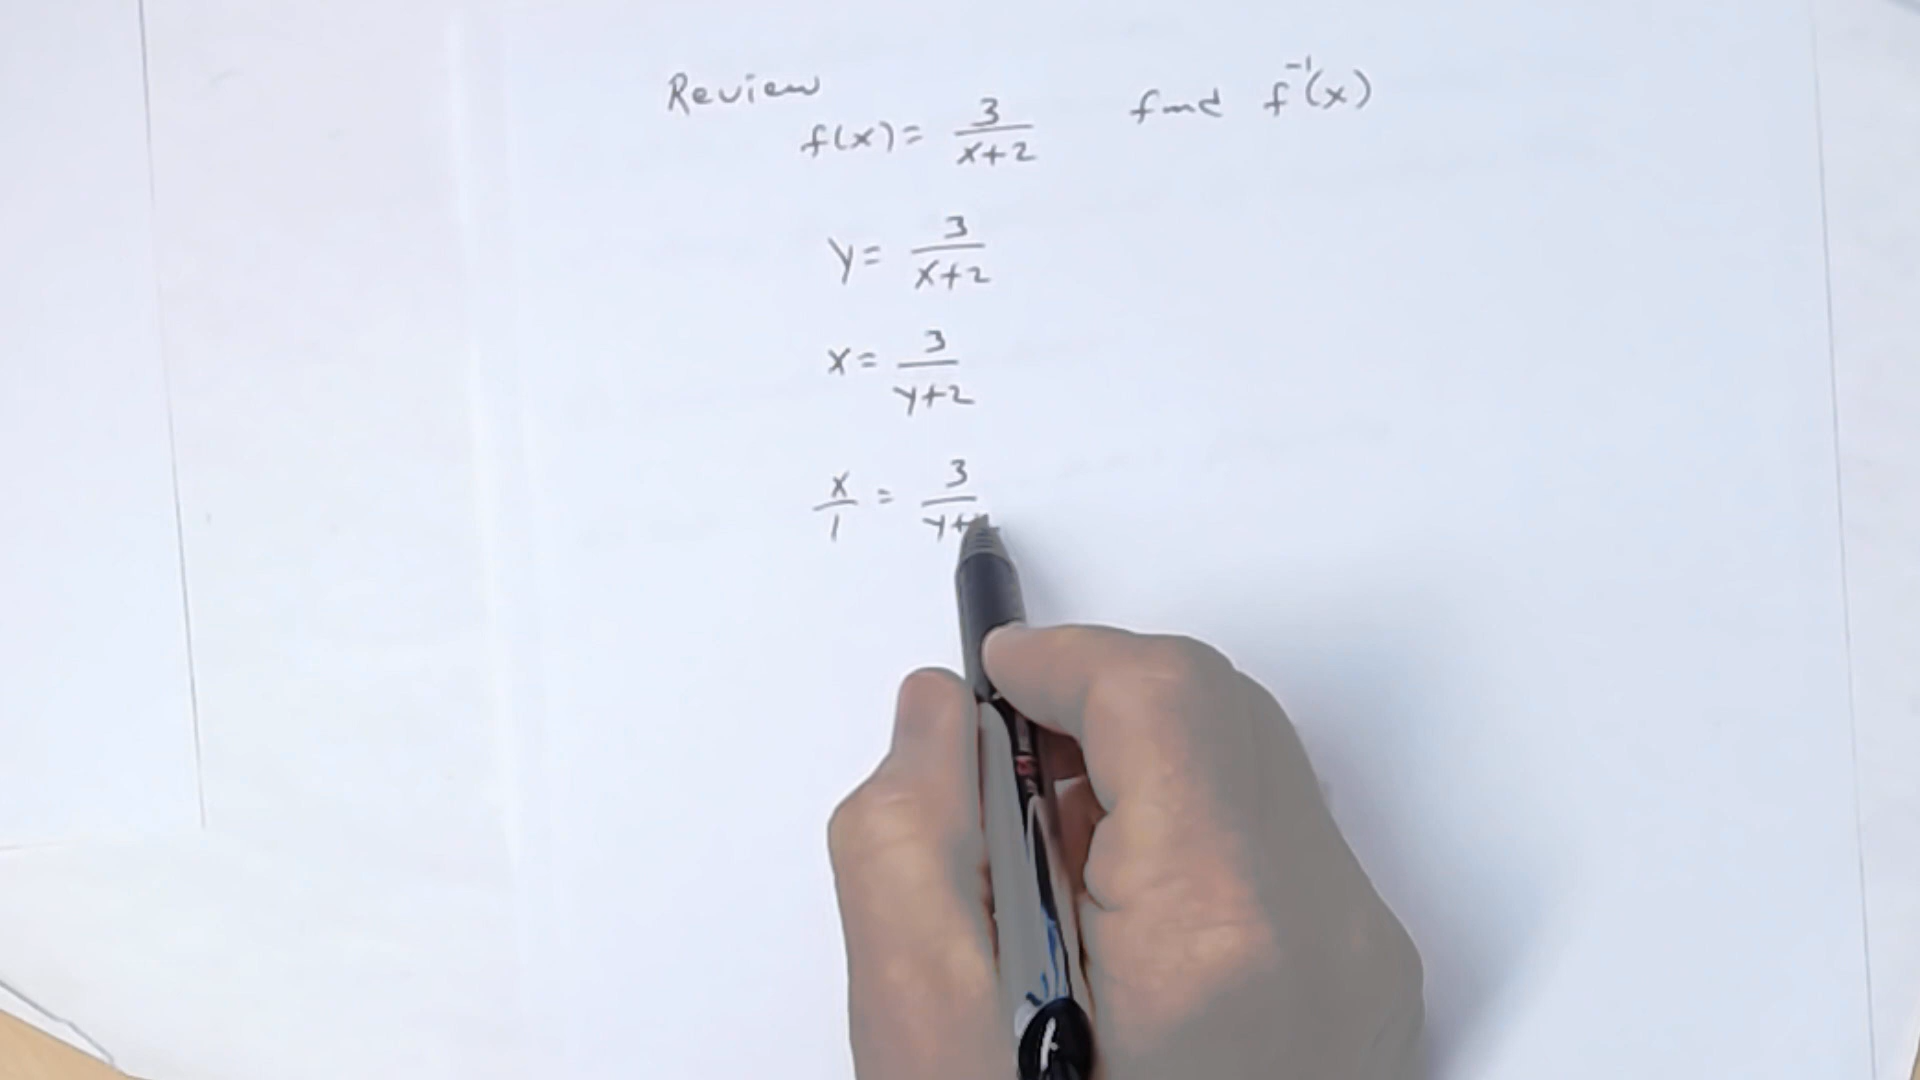 Review
f(x) = 3/(x+2) find f⁻¹(x)
y = 3/(x+2)
x = 3/(y+2)
x/1 = 3/(y+